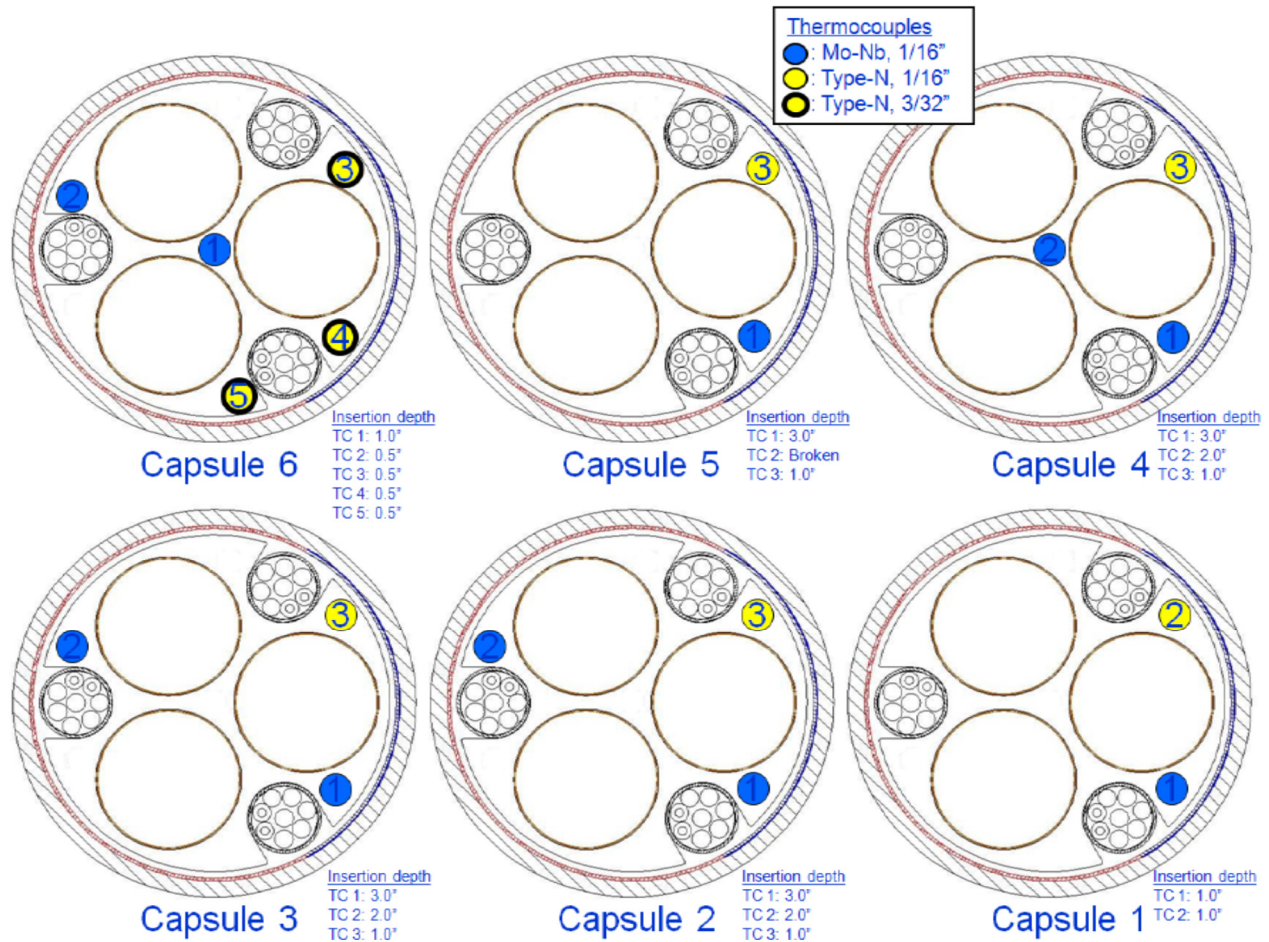 Thermocouples
: Mo-Nb, 1/16"
: Type-N, 1/16"
: Type-N, 3/32"
2
1
3
4
5
Insertion depth
TC 1: 1.0"
TC 2: 0.5"
TC 3: 0.5"
TC 4: 0.5"
TC 5: 0.5"
Capsule 6
3
1
Insertion depth
TC 1: 3.0"
TC 2: Broken
TC 3: 1.0"
Capsule 5
3
2
1
Insertion depth
TC 1: 3.0"
TC 2: 2.0"
TC 3: 1.0"
Capsule 4
2
3
1
Insertion depth
TC 1: 3.0"
TC 2: 2.0"
TC 3: 1.0"
Capsule 3
2
3
1
Insertion depth
TC 1: 3.0"
TC 2: 2.0"
TC 3: 1.0"
Capsule 2
2
1
Insertion depth
TC 1: 1.0"
TC 2: 1.0"
Capsule 1